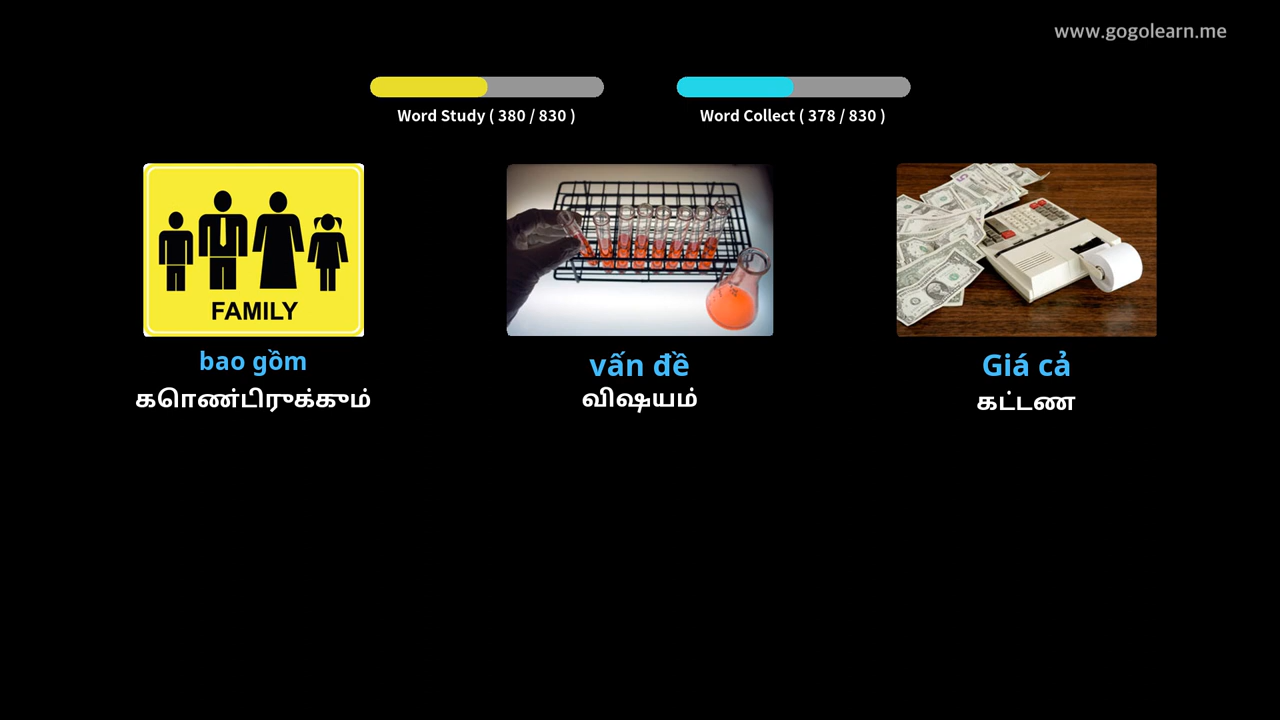 www.gogolearn.me
Word Study ( 380 / 830 )
Word Collect ( 378 / 830 )
FAMILY
bao gồm
கொண்டிருக்கும்
vấn đề
விஷயம்
Giá cả
கட்டண